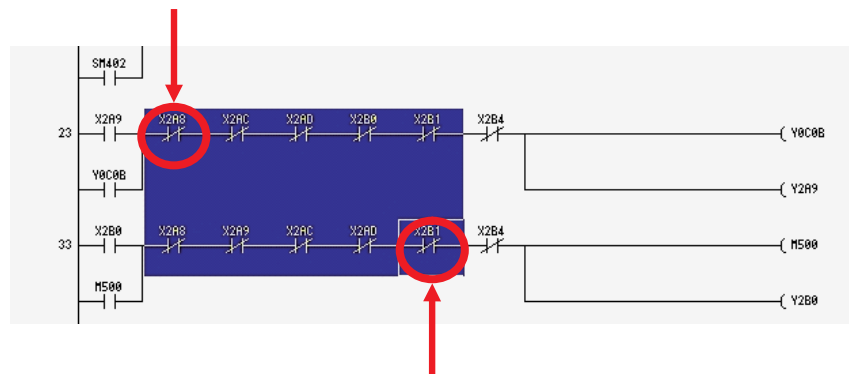 SM402
X2A9 X2A8 X2AC X2AD X2B0 X2B1 X2B4
23 Y0C0B
Y0C0B Y2A9
X2B0 X2A8 X2A9 X2AC X2AD X2B1 X2B4
33 M500
M500 Y2B0